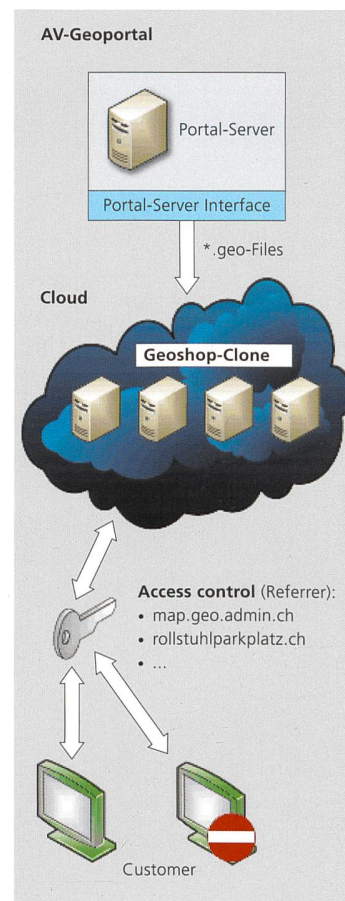 AV-Geoportal
Portal-Server
Portal-Server Interface
*.geo-Files
Cloud
Geoshop-Clone
Access control (Referrer):
• map.geo.admin.ch
• rollstuhlparkplatz.ch
• ...
Customer